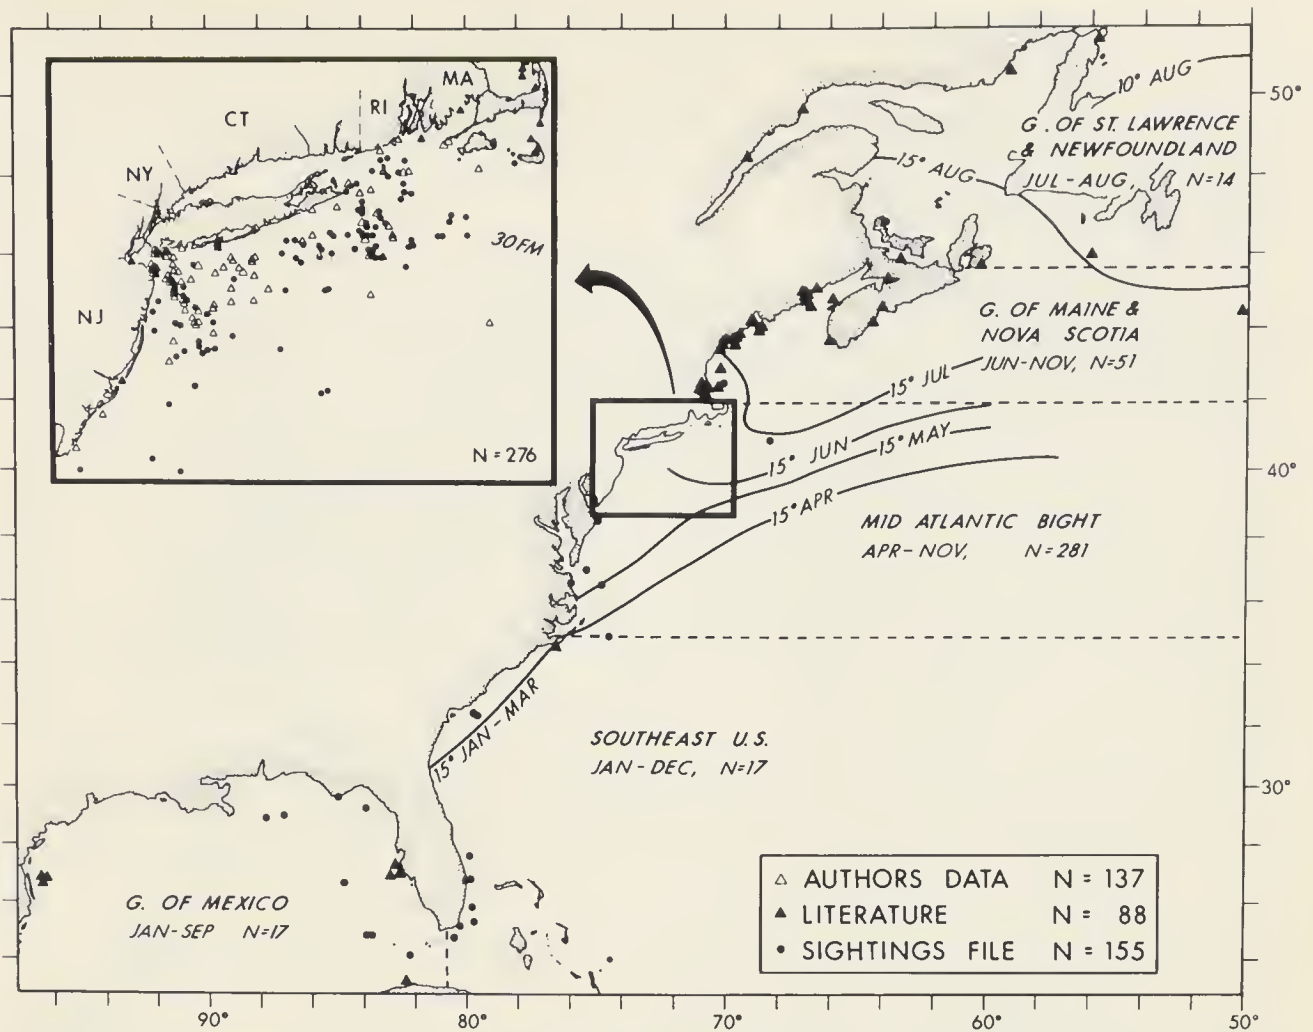 MA
RI
CT
NY
30 FM
NJ
N = 276
10° AUG
50°
G. OF ST. LAWRENCE
& NEWFOUNDLAND
JUL-AUG, N=14
15° AUG
G. OF MAINE &
NOVA SCOTIA
JUN-NOV, N=51
15° JUL
15° JUN
15° MAY
40°
15° APR
MID ATLANTIC BIGHT
APR-NOV, N=281
15° JAN-MAR
SOUTHEAST U.S.
JAN-DEC, N=17
30°
G. OF MEXICO
JAN-SEP N=17
△ AUTHORS DATA N = 137
▲ LITERATURE N = 88
• SIGHTINGS FILE N = 155
90°
80°
70°
60°
50°